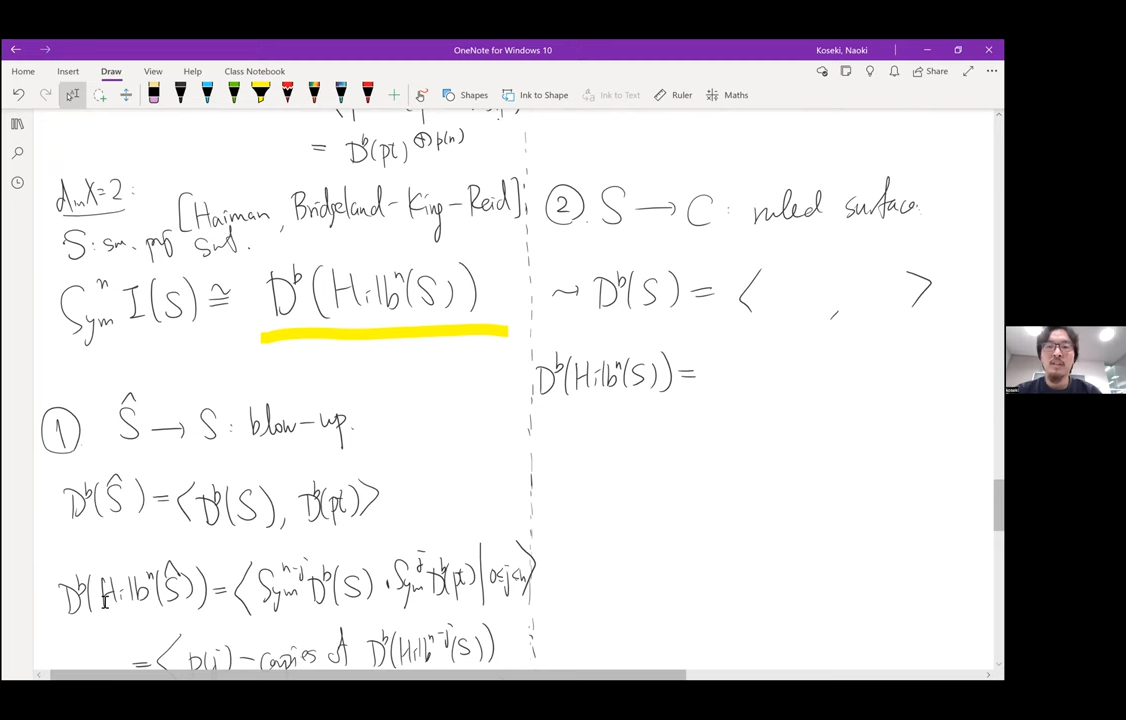 OneNote for Windows 10
Koseki, Naoki
Home Insert Draw View Help Class Notebook
Share
Shapes Ink to Shape Ink to Text Ruler Maths
= D^b(pt)^{⊕p(n)}
dim X=2:
[Haiman, Bridgeland-King-Reid]
S: sm. proj surf.
Sym^n I(S) ≅ D^b(Hilb^n(S))
① Ŝ → S : blow-up.
D^b(Ŝ) = ⟨D^b(S), D^b(pt)⟩
D^b(Hilb^n(Ŝ)) = ⟨Sym^{n-j} D^b(S) · Sym^j D^b(pt) | 0≤j≤n⟩
= ⟨ p(j)-copies of D^b(Hilb^{n-j}(S))
② S → C : ruled surface.
⇝ D^b(S) = ⟨ , ⟩
D^b(Hilb^n(S)) =